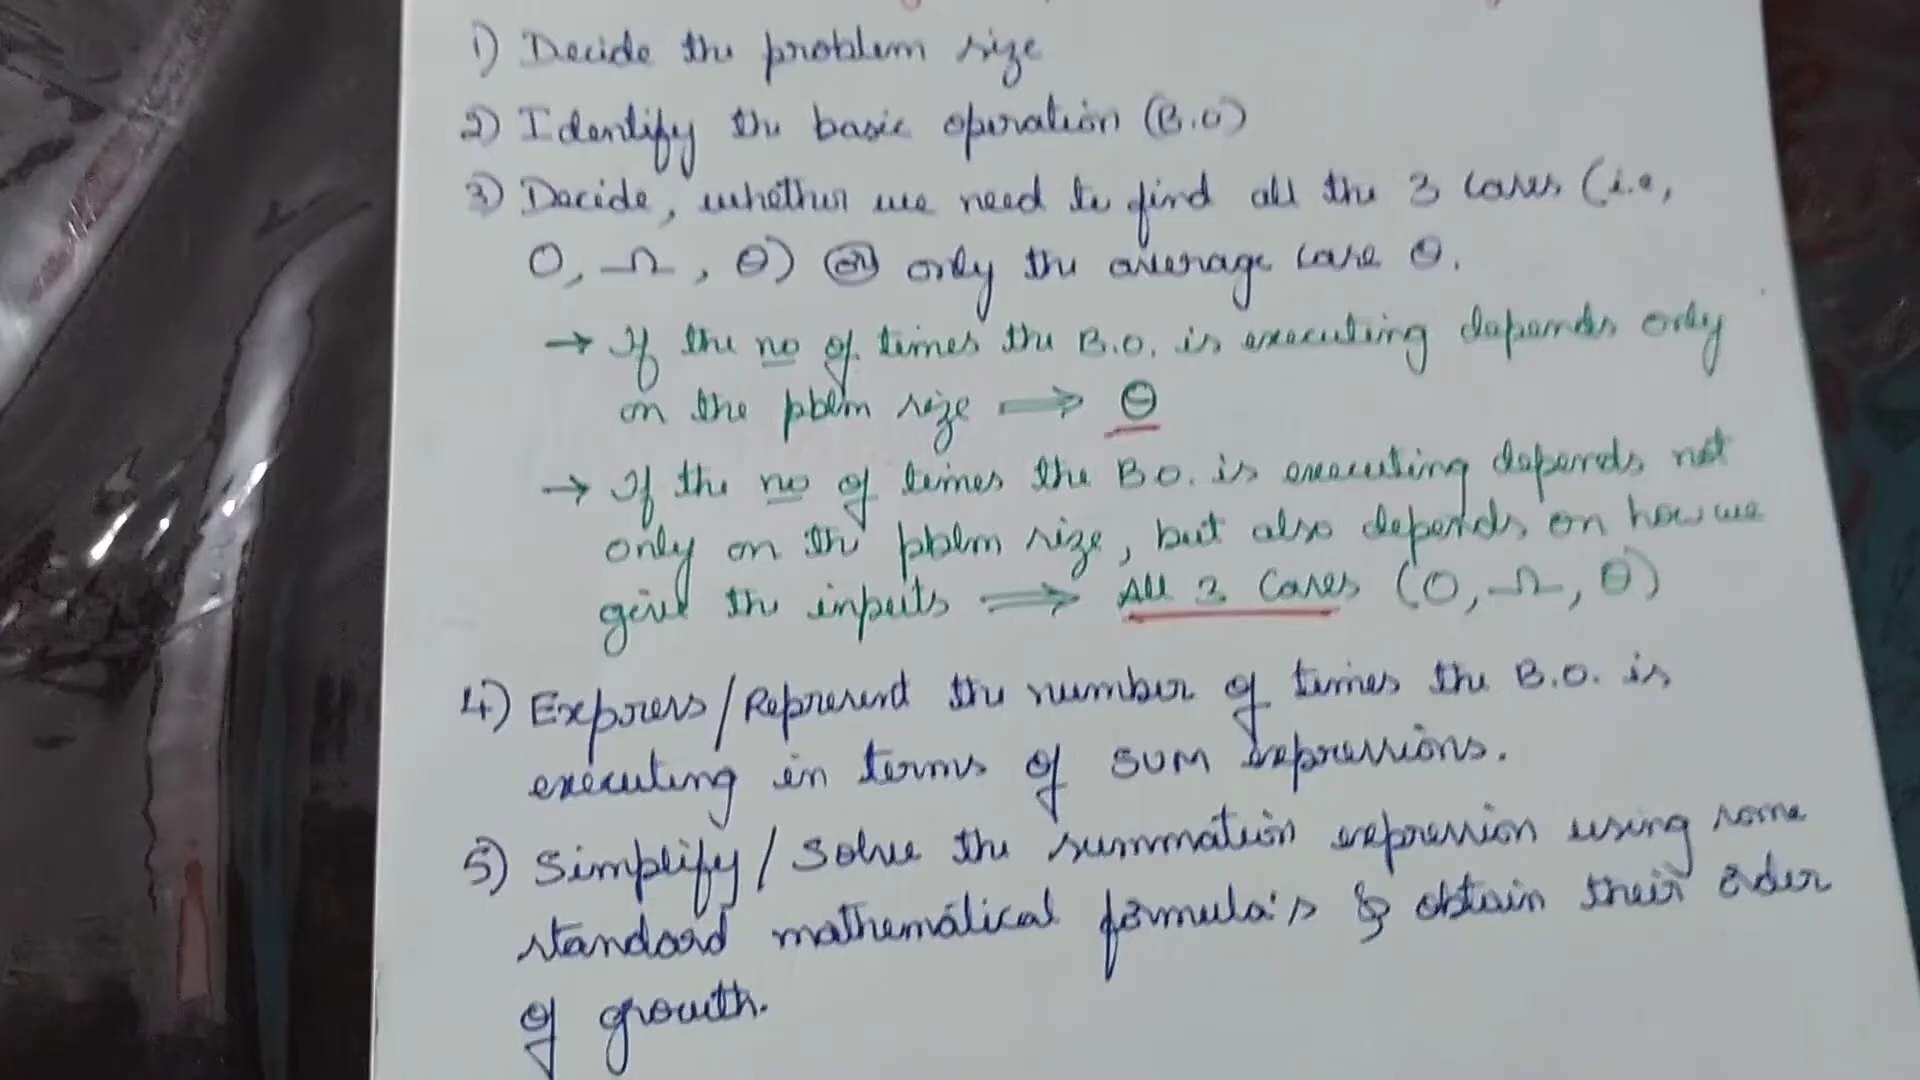 1) Decide the problem size
2) Identify the basic operation (B.O)
3) Decide, whether we need to find all the 3 cases (i.e,
O, Ω, Θ) (or) only the average case Θ.
→ If the no of times the B.O. is executing depends only
on the pblm size ⟹ Θ
→ If the no of times the B.O. is executing depends not
only on the pblm size, but also depends on how we
give the inputs ⟹ All 3 Cases (O, Ω, Θ)
4) Express/Represent the number of times the B.O. is
executing in terms of SUM expressions.
5) Simplify/Solve the summation expression using some
standard mathematical formula's & obtain their order
of growth.